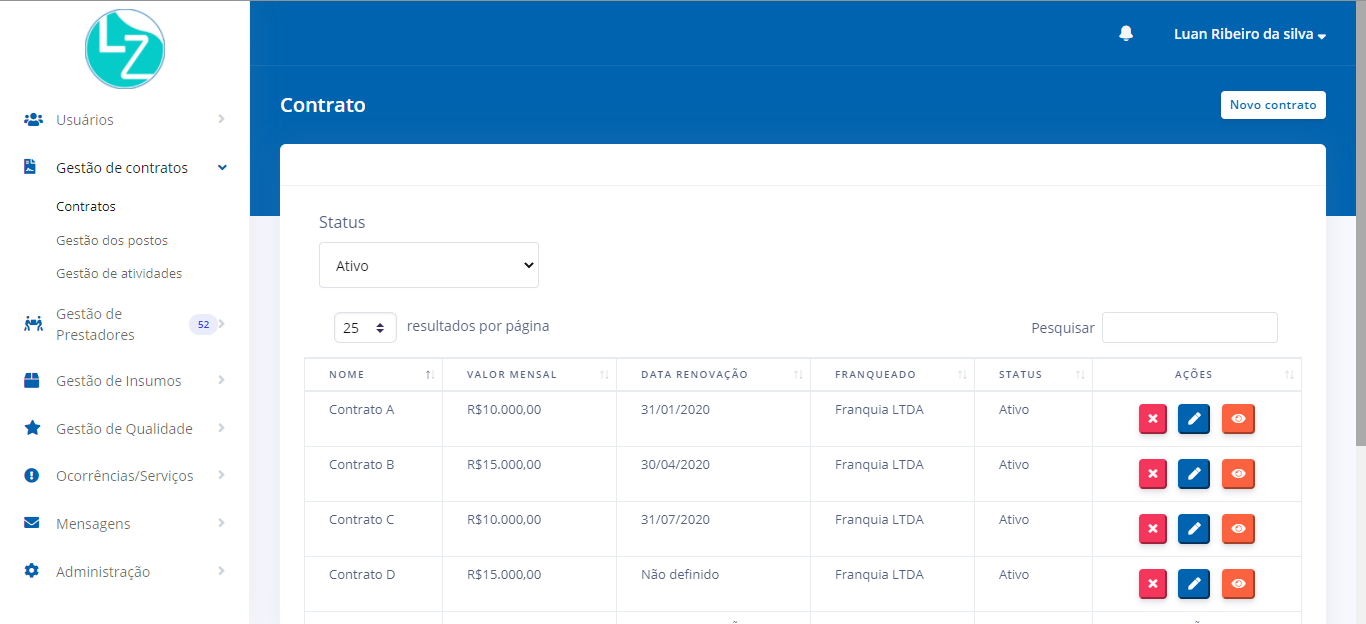 LZ
Luan Ribeiro da silva
Usuários
Gestão de contratos
Contratos
Gestão dos postos
Gestão de atividades
Gestão de
Prestadores
52
Gestão de Insumos
Gestão de Qualidade
Ocorrências/Serviços
Mensagens
Administração
Contrato
Novo contrato
Status
Ativo
25 resultados por página
Pesquisar
NOME VALOR MENSAL DATA RENOVAÇÃO FRANQUEADO STATUS AÇÕES
Contrato A R$10.000,00 31/01/2020 Franquia LTDA Ativo
Contrato B R$15.000,00 30/04/2020 Franquia LTDA Ativo
Contrato C R$10.000,00 31/07/2020 Franquia LTDA Ativo
Contrato D R$15.000,00 Não definido Franquia LTDA Ativo